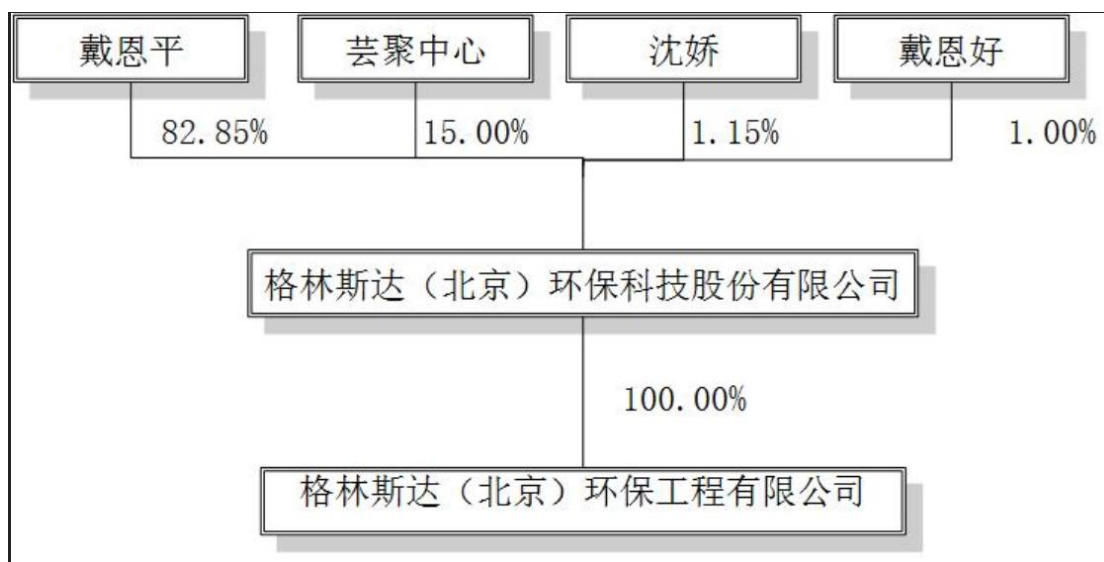 戴恩平 芸聚中心 沈娇 戴恩好
82.85% 15.00% 1.15% 1.00%
格林斯达（北京）环保科技股份有限公司
100.00%
格林斯达（北京）环保工程有限公司